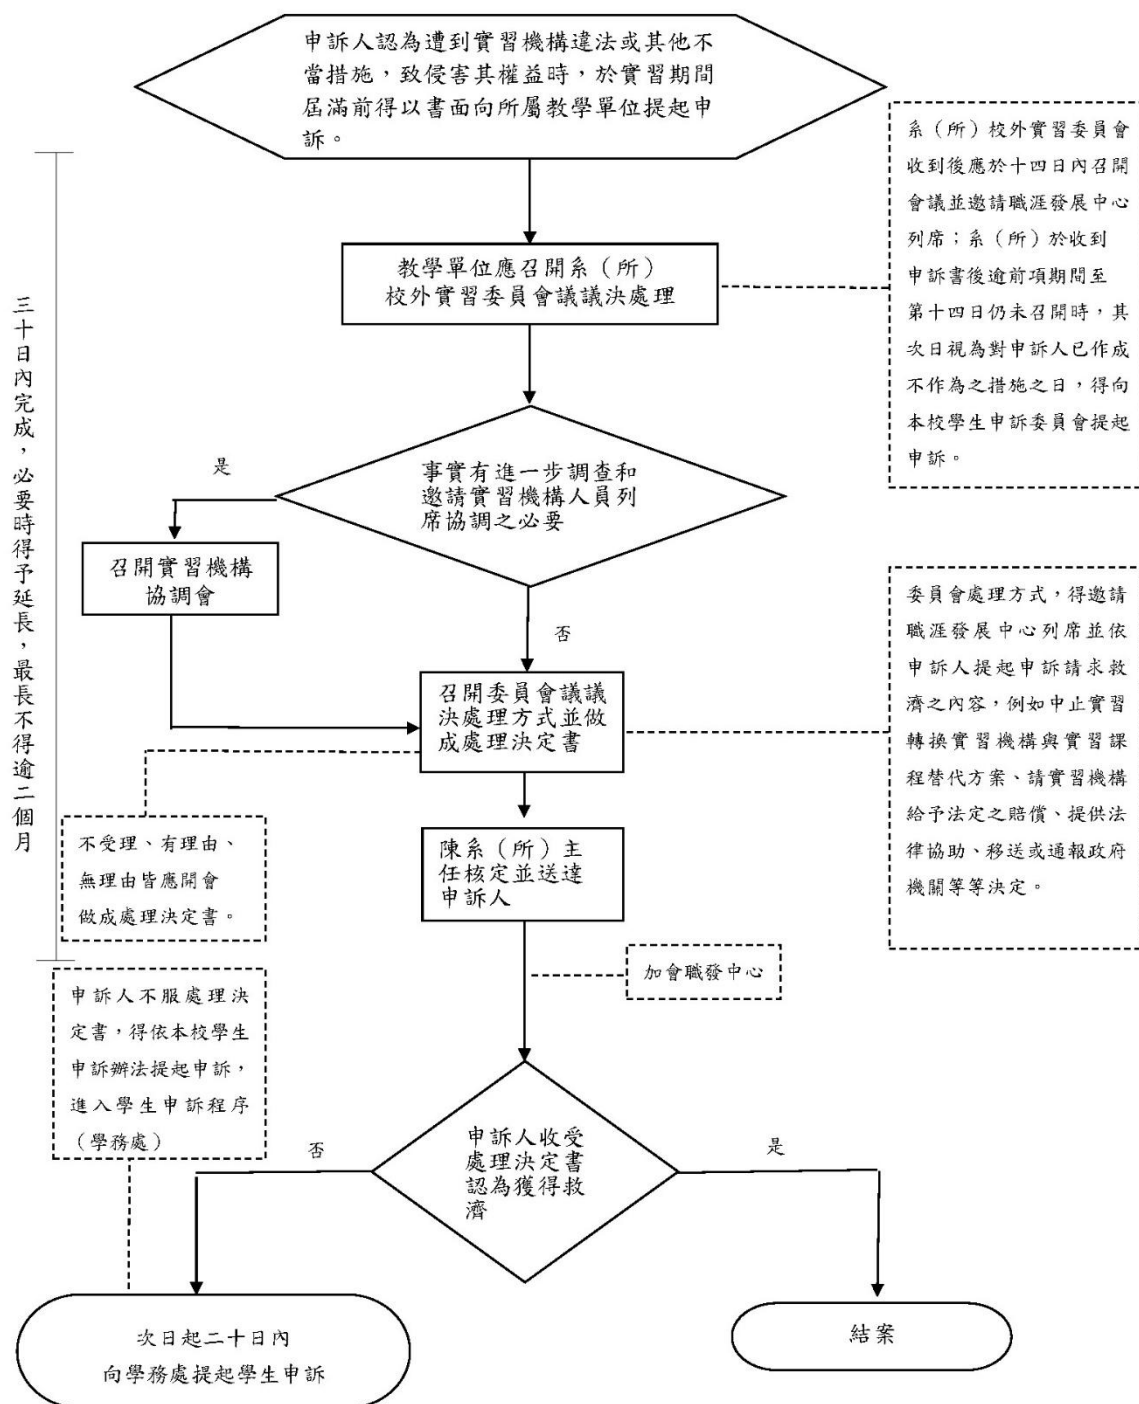 申訴人認為遭到實習機構違法或其他不
當措施，致侵害其權益時，於實習期間
屆滿前得以書面向所屬教學單位提起申
訴。
系（所）校外實習委員會
收到後應於十四日內召開
會議並邀請職涯發展中心
列席；系（所）於收到
申訴書後逾前項期間至
第十四日仍未召開時，其
次日視為對申訴人已作成
不作為之措施之日，得向
本校學生申訴委員會提起
申訴。
教學單位應召開系（所）
校外實習委員會議議決處理
三十日內完成，必要時得予延長，最長不得逾二個月
事實有進一步調查和
邀請實習機構人員列
席協調之必要
是
召開實習機構
協調會
否
委員會處理方式，得邀請
職涯發展中心列席並依
申訴人提起申訴請求救
濟之內容，例如中止實習
轉換實習機構與實習課
程替代方案、請實習機構
給予法定之賠償、提供法
律協助、移送或通報政府
機關等等決定。
召開委員會議議
決處理方式並做
成處理決定書
不受理、有理由、
無理由皆應開會
做成處理決定書。
陳系（所）主
任核定並送達
申訴人
加會職發中心
申訴人不服處理決
定書，得依本校學生
申訴辦法提起申訴，
進入學生申訴程序
（學務處）
申訴人收受
處理決定書
認為獲得救
濟
否
是
次日起二十日內
向學務處提起學生申訴
結案